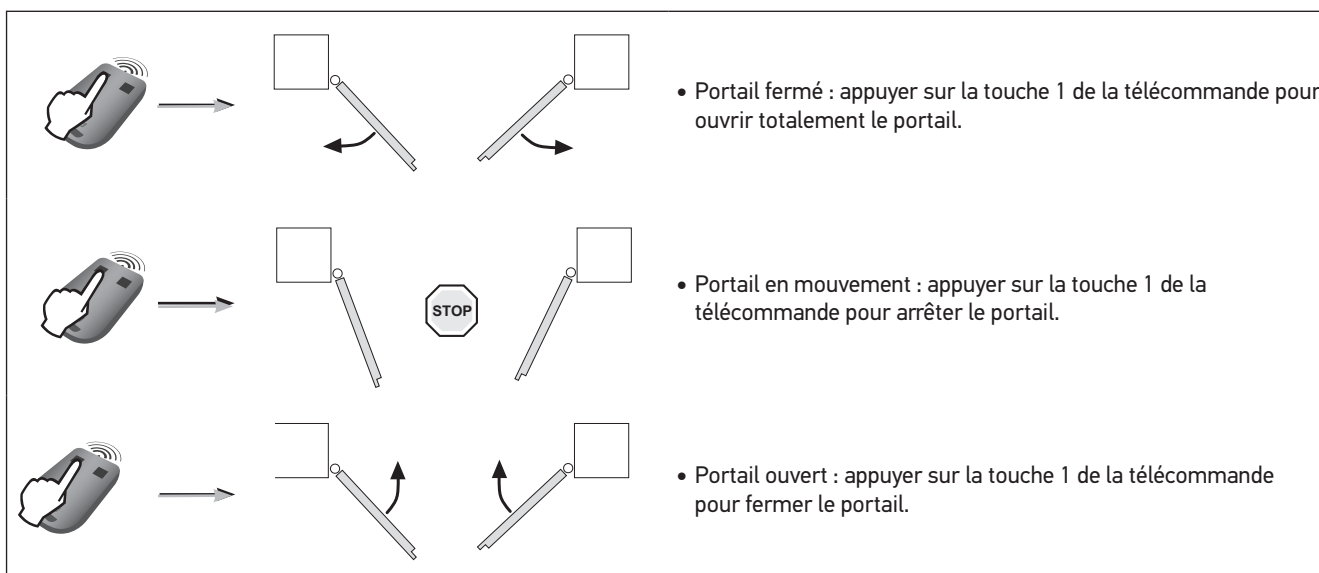 • Portail fermé : appuyer sur la touche 1 de la télécommande pour
ouvrir totalement le portail.
STOP
• Portail en mouvement : appuyer sur la touche 1 de la
télécommande pour arrêter le portail.
• Portail ouvert : appuyer sur la touche 1 de la télécommande
pour fermer le portail.